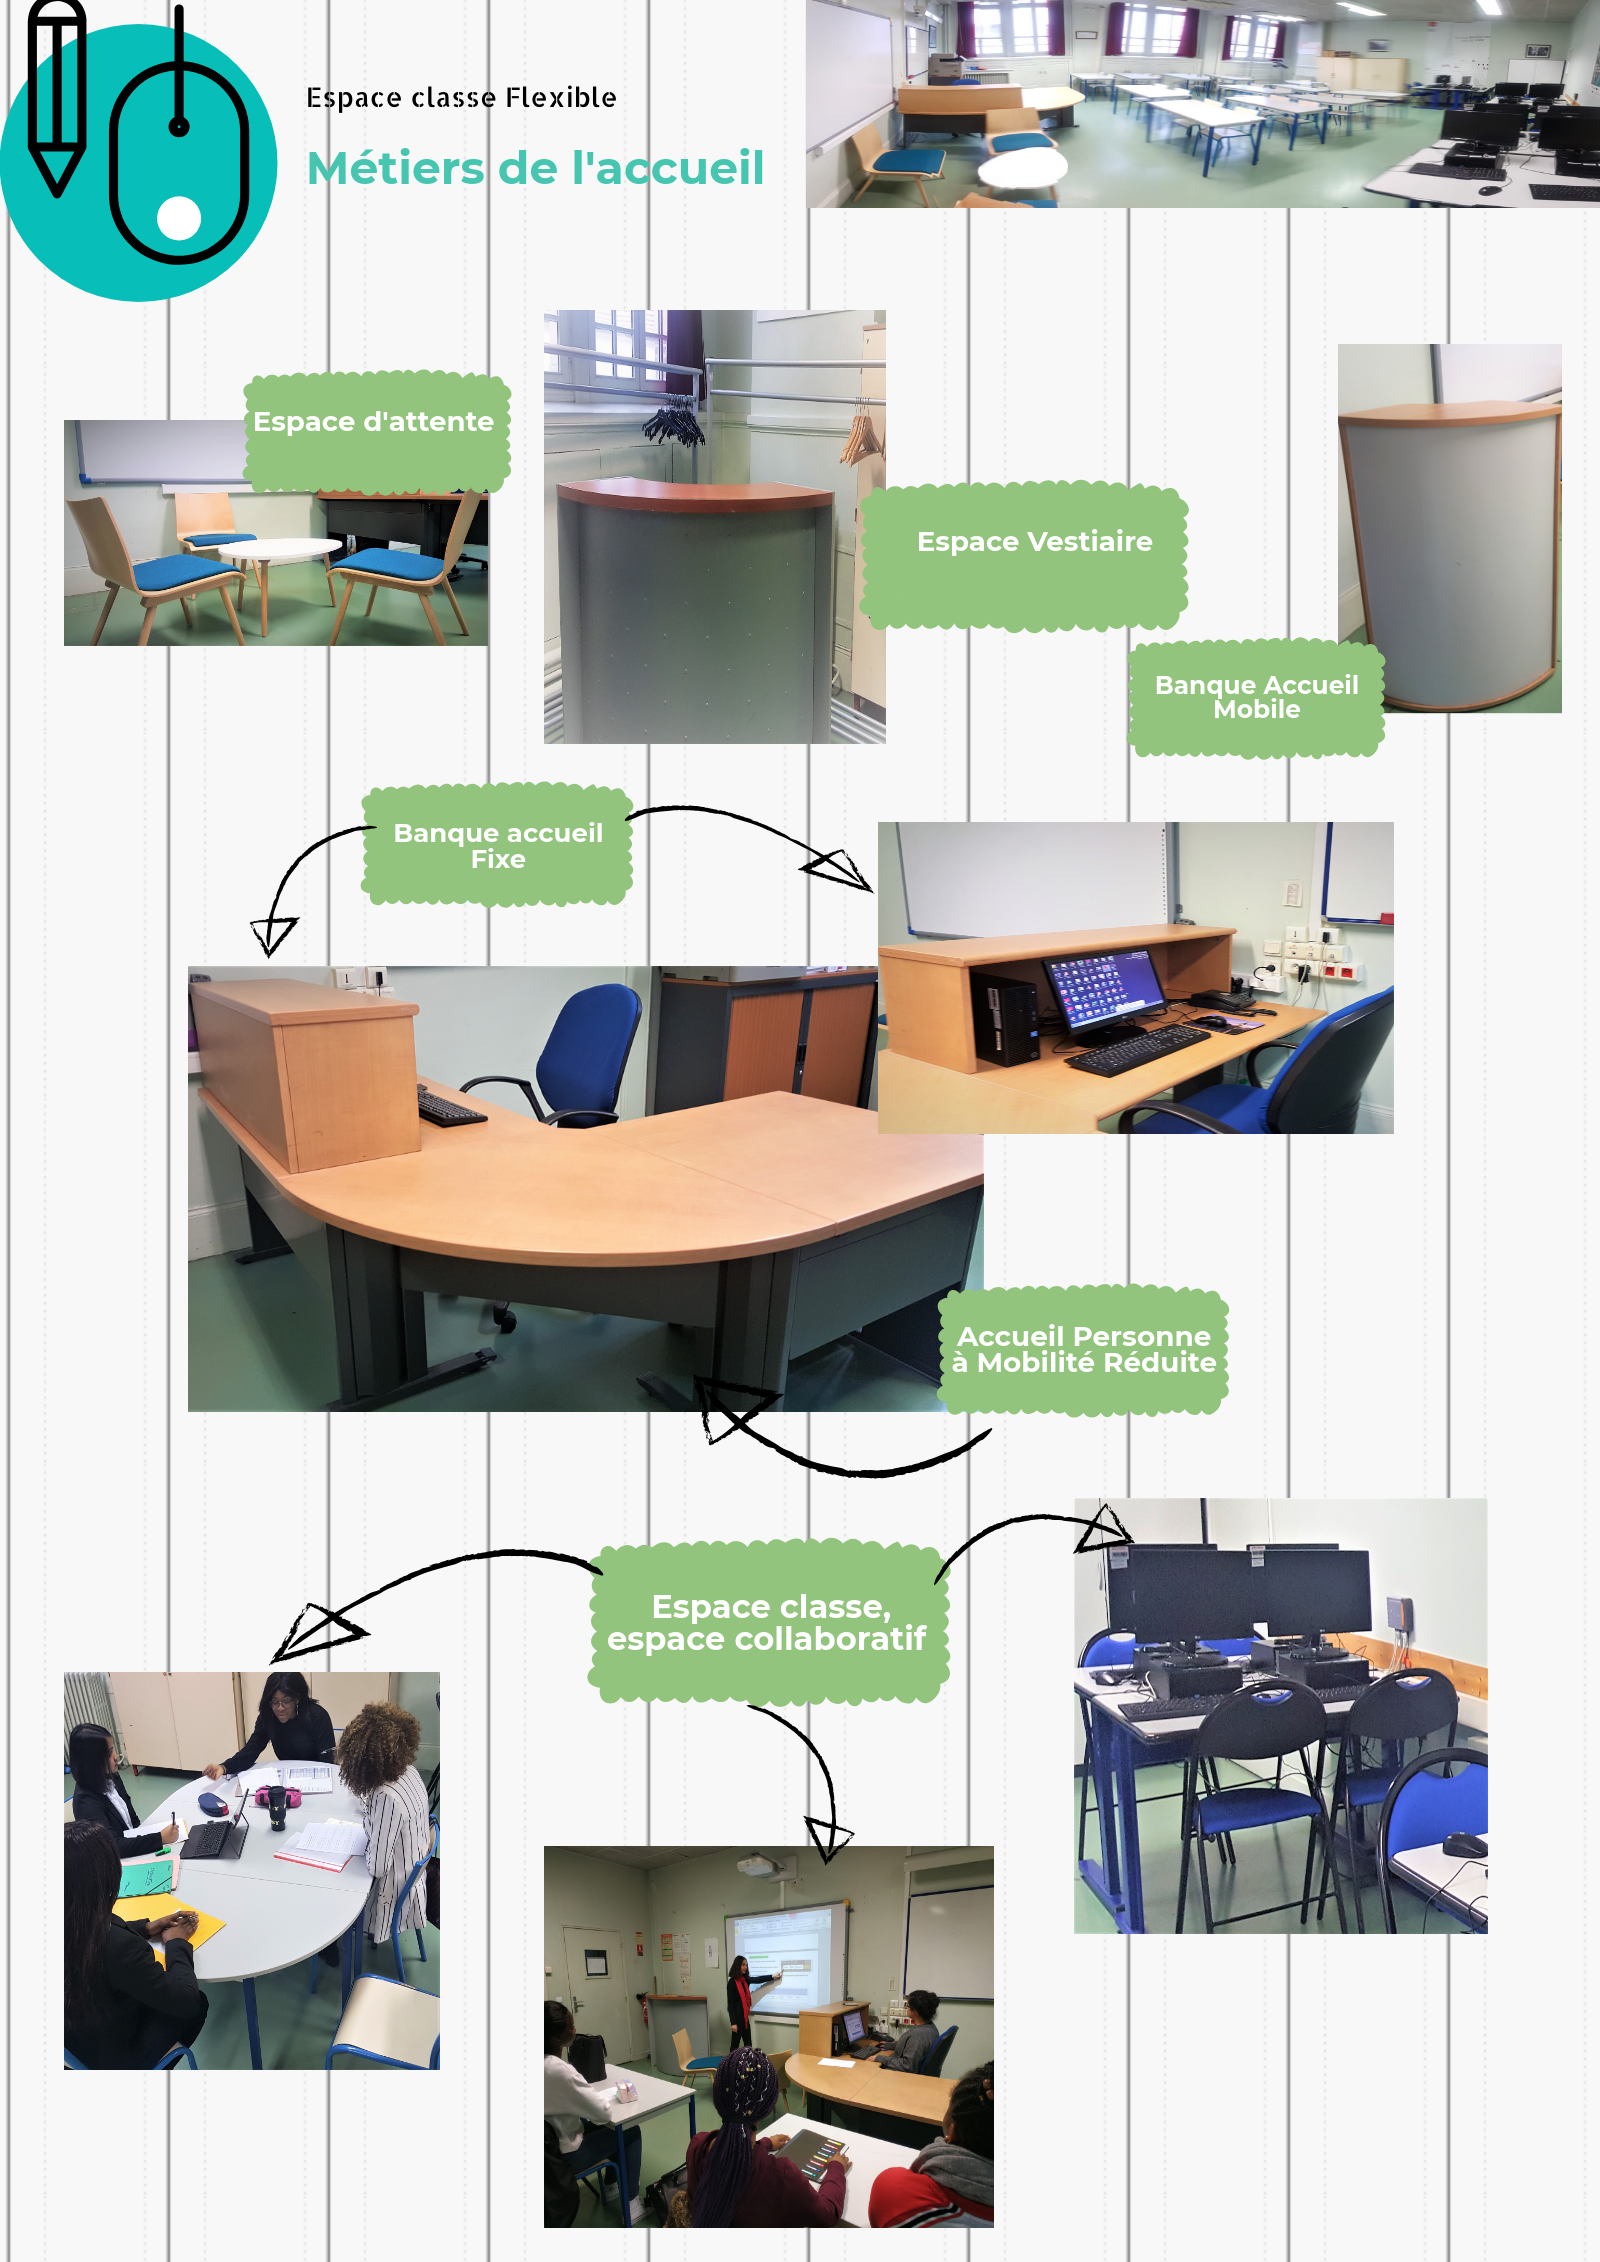 Espace classe Flexible
Métiers de l'accueil
Espace d'attente
Espace Vestiaire
Banque Accueil
Mobile
Banque accueil
Fixe
Accueil Personne
à Mobilité Réduite
Espace classe,
espace collaboratif